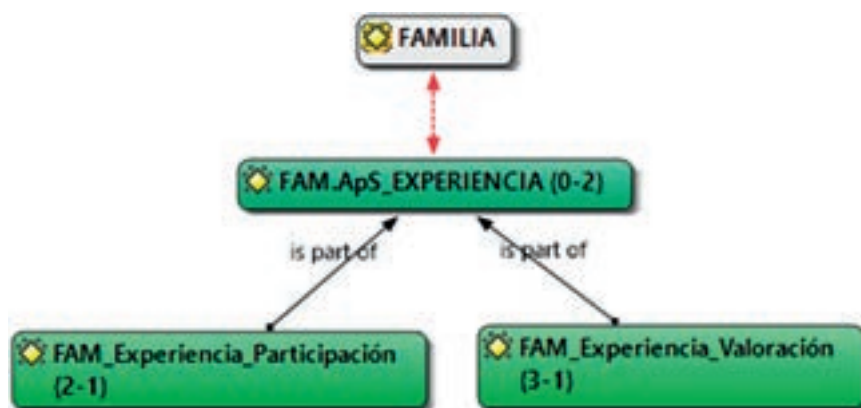 FAMILIA
FAM.ApS_EXPERIENCIA (0-2)
is part of
is part of
FAM_Experiencia_Participación
(2-1)
FAM_Experiencia_Valoración
(3-1)